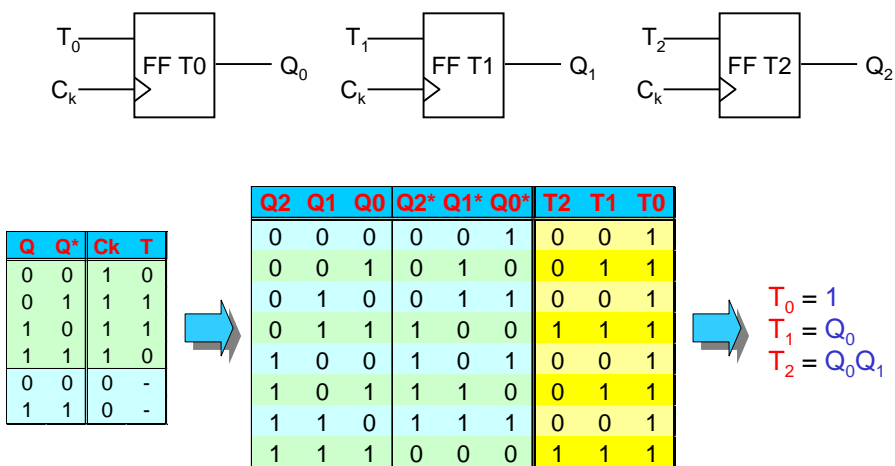 T0 FF T0 Q0
Ck
T1 FF T1 Q1
Ck
T2 FF T2 Q2
Ck
Q Q* Ck T
0 0 1 0
0 1 1 1
1 0 1 1
1 1 1 0
0 0 0 -
1 1 0 -
Q2 Q1 Q0 Q2* Q1* Q0* T2 T1 T0
0 0 0 0 0 1 0 0 1
0 0 1 0 1 0 0 1 1
0 1 0 0 1 1 0 0 1
0 1 1 1 0 0 1 1 1
1 0 0 1 0 1 0 0 1
1 0 1 1 1 0 0 1 1
1 1 0 1 1 1 0 0 1
1 1 1 0 0 0 1 1 1
T0 = 1
T1 = Q0
T2 = Q0Q1